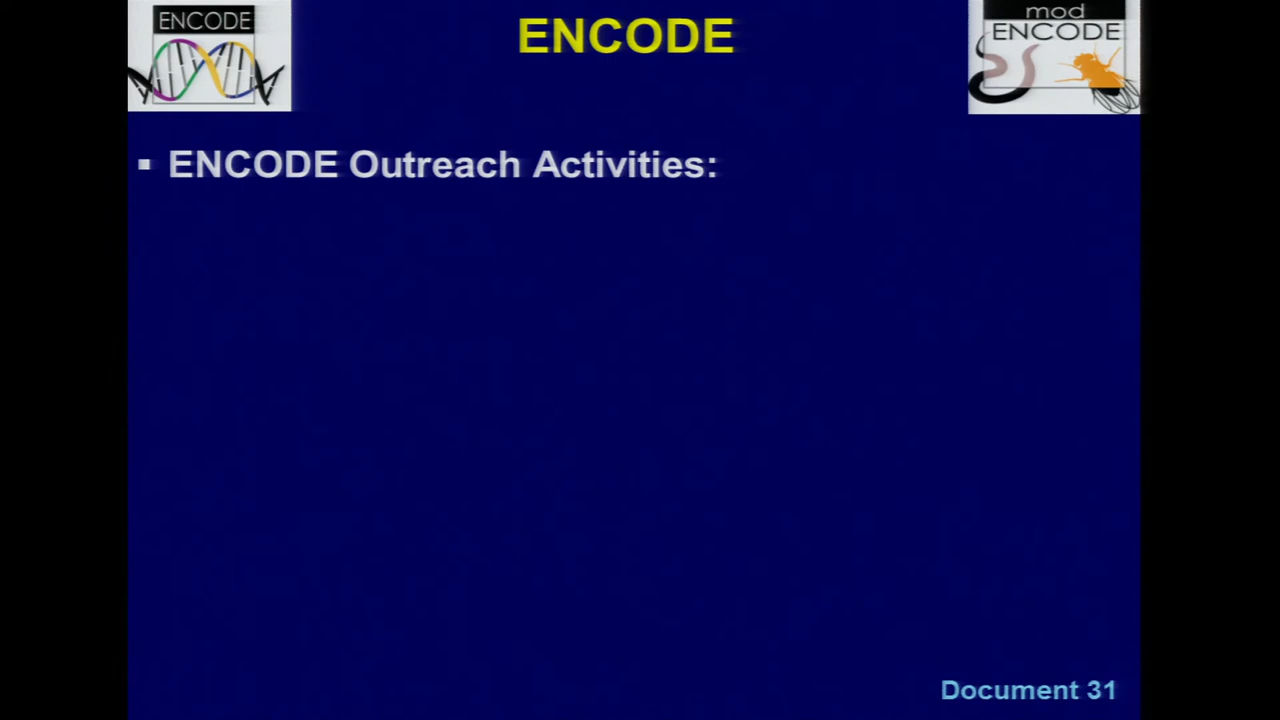 ENCODE
ENCODE
mod
ENCODE
▪ ENCODE Outreach Activities:
Document 31